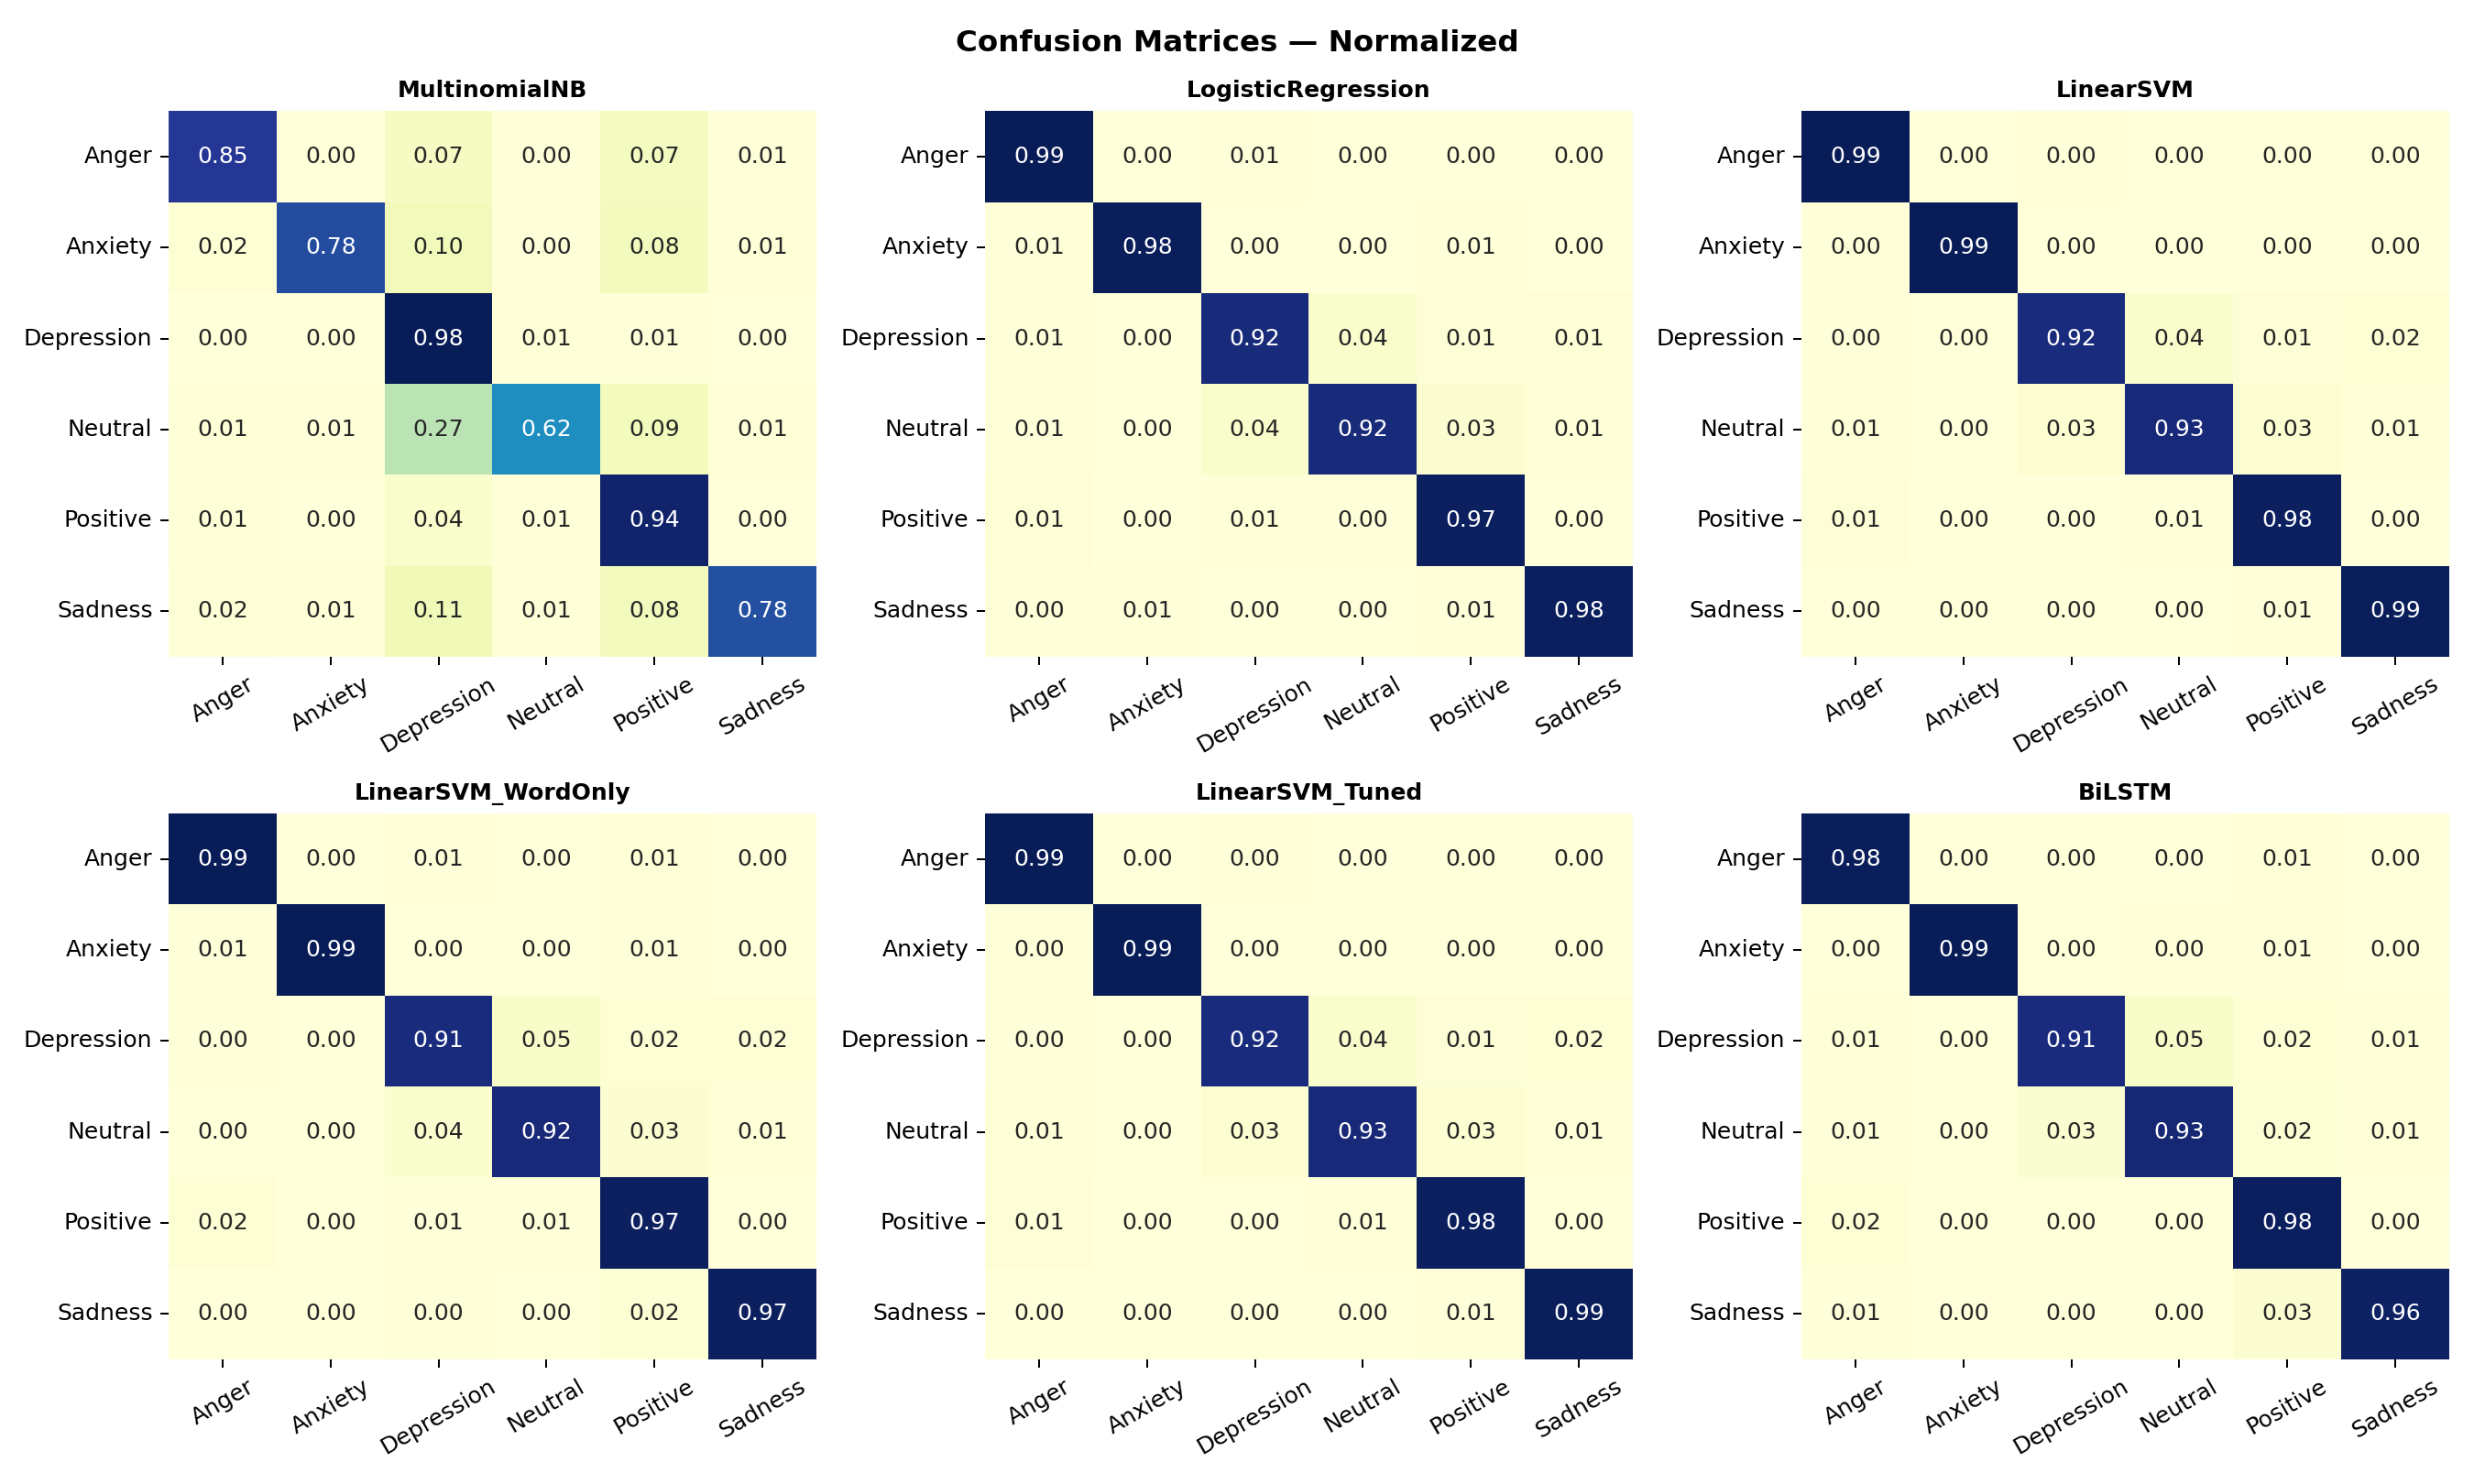 Confusion Matrices — Normalized
MultinomialNB
Anger 0.85 0.00 0.07 0.00 0.07 0.01
Anxiety 0.02 0.78 0.10 0.00 0.08 0.01
Depression 0.00 0.00 0.98 0.01 0.01 0.00
Neutral 0.01 0.01 0.27 0.62 0.09 0.01
Positive 0.01 0.00 0.04 0.01 0.94 0.00
Sadness 0.02 0.01 0.11 0.01 0.08 0.78
Anger Anxiety Depression Neutral Positive Sadness
LogisticRegression
Anger 0.99 0.00 0.01 0.00 0.00 0.00
Anxiety 0.01 0.98 0.00 0.00 0.01 0.00
Depression 0.01 0.00 0.92 0.04 0.01 0.01
Neutral 0.01 0.00 0.04 0.92 0.03 0.01
Positive 0.01 0.00 0.01 0.00 0.97 0.00
Sadness 0.00 0.01 0.00 0.00 0.01 0.98
Anger Anxiety Depression Neutral Positive Sadness
LinearSVM
Anger 0.99 0.00 0.00 0.00 0.00 0.00
Anxiety 0.00 0.99 0.00 0.00 0.00 0.00
Depression 0.00 0.00 0.92 0.04 0.01 0.02
Neutral 0.01 0.00 0.03 0.93 0.03 0.01
Positive 0.01 0.00 0.00 0.01 0.98 0.00
Sadness 0.00 0.00 0.00 0.00 0.01 0.99
Anger Anxiety Depression Neutral Positive Sadness
LinearSVM_WordOnly
Anger 0.99 0.00 0.01 0.00 0.01 0.00
Anxiety 0.01 0.99 0.00 0.00 0.01 0.00
Depression 0.00 0.00 0.91 0.05 0.02 0.02
Neutral 0.00 0.00 0.04 0.92 0.03 0.01
Positive 0.02 0.00 0.01 0.01 0.97 0.00
Sadness 0.00 0.00 0.00 0.00 0.02 0.97
Anger Anxiety Depression Neutral Positive Sadness
LinearSVM_Tuned
Anger 0.99 0.00 0.00 0.00 0.00 0.00
Anxiety 0.00 0.99 0.00 0.00 0.00 0.00
Depression 0.00 0.00 0.92 0.04 0.01 0.02
Neutral 0.01 0.00 0.03 0.93 0.03 0.01
Positive 0.01 0.00 0.00 0.01 0.98 0.00
Sadness 0.00 0.00 0.00 0.00 0.01 0.99
Anger Anxiety Depression Neutral Positive Sadness
BiLSTM
Anger 0.98 0.00 0.00 0.00 0.01 0.00
Anxiety 0.00 0.99 0.00 0.00 0.01 0.00
Depression 0.01 0.00 0.91 0.05 0.02 0.01
Neutral 0.01 0.00 0.03 0.93 0.02 0.01
Positive 0.02 0.00 0.00 0.00 0.98 0.00
Sadness 0.01 0.00 0.00 0.00 0.03 0.96
Anger Anxiety Depression Neutral Positive Sadness